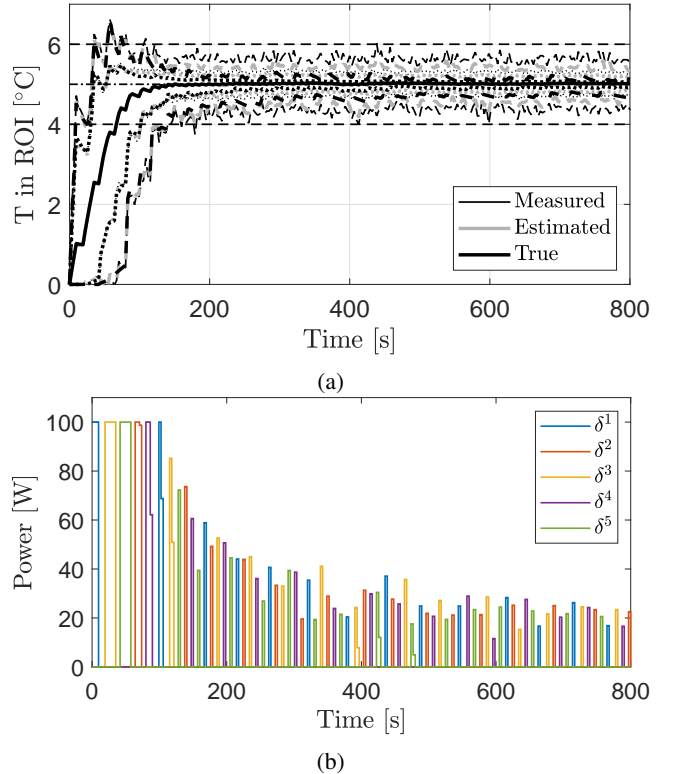 6
4
2
0
T in ROI [°C]
Measured
Estimated
True
0 200 400 600 800
Time [s]
(a)
100
80
60
40
20
0
Power [W]
δ¹
δ²
δ³
δ⁴
δ⁵
0 200 400 600 800
Time [s]
(b)